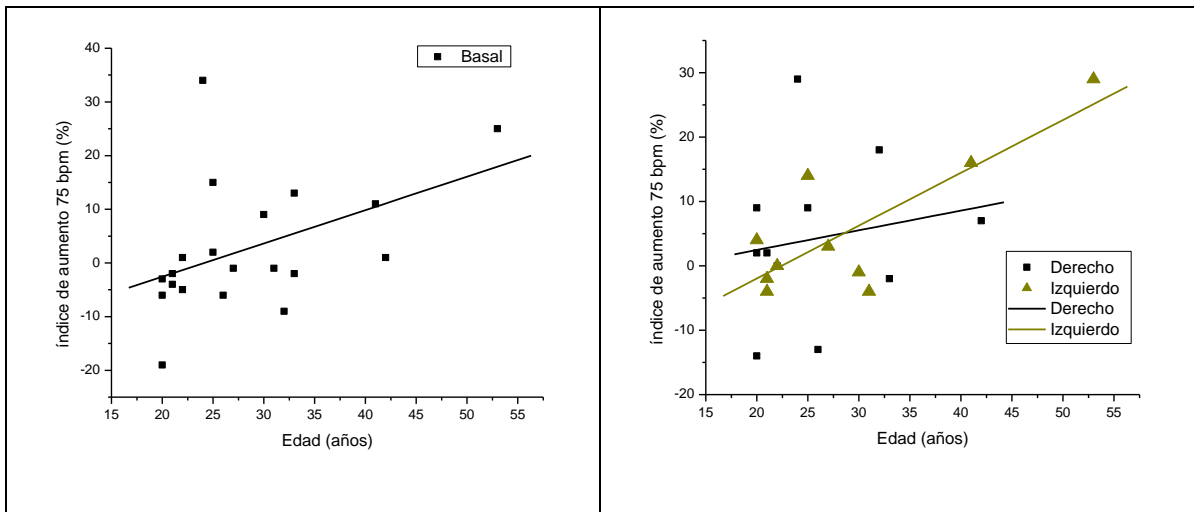 Basal
40
30
20
10
0
-10
-20
índice de aumento 75 bpm (%)
15 20 25 30 35 40 45 50 55
Edad (años)
30
20
10
0
-10
-20
índice de aumento 75 bpm (%)
Derecho
Izquierdo
Derecho
Izquierdo
15 20 25 30 35 40 45 50 55
Edad (años)